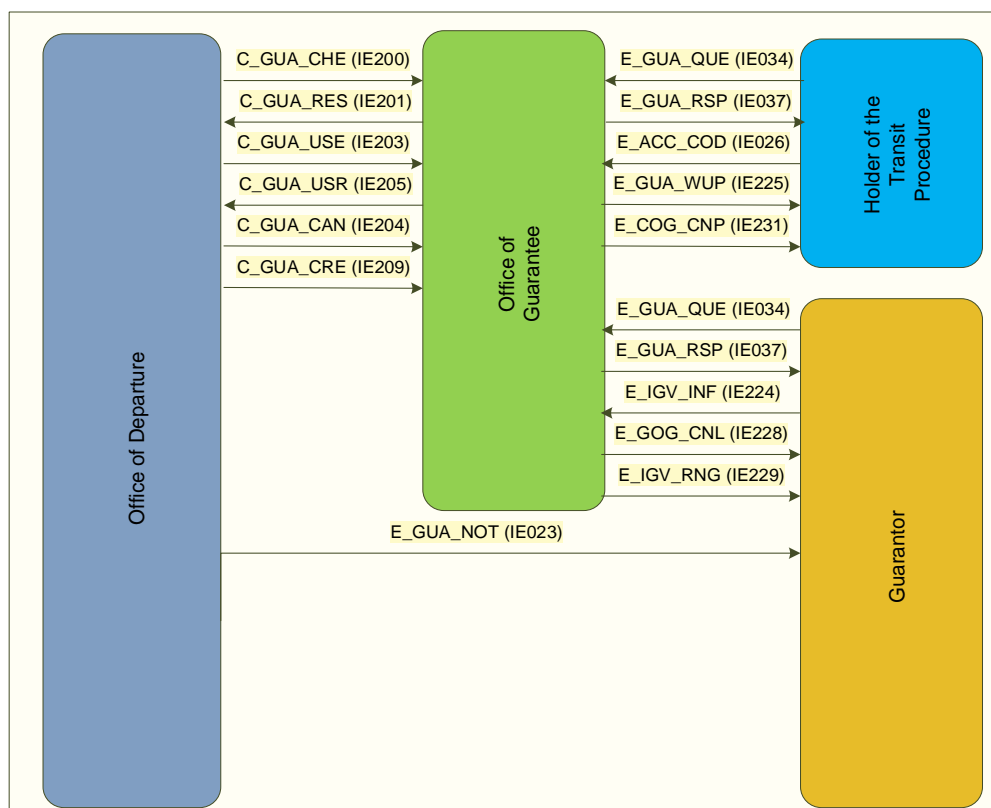 C_GUA_CHE (IE200)
C_GUA_RES (IE201)
C_GUA_USE (IE203)
C_GUA_USR (IE205)
C_GUA_CAN (IE204)
C_GUA_CRE (IE209)
E_GUA_QUE (IE034)
E_GUA_RSP (IE037)
E_ACC_COD (IE026)
E_GUA_WUP (IE225)
E_COG_CNP (IE231)
Holder of the
Transit
Procedure
Office of
Guarantee
Office of Departure
E_GUA_QUE (IE034)
E_GUA_RSP (IE037)
E_IGV_INF (IE224)
E_GOG_CNL (IE228)
E_IGV_RNG (IE229)
E_GUA_NOT (IE023)
Guarantor